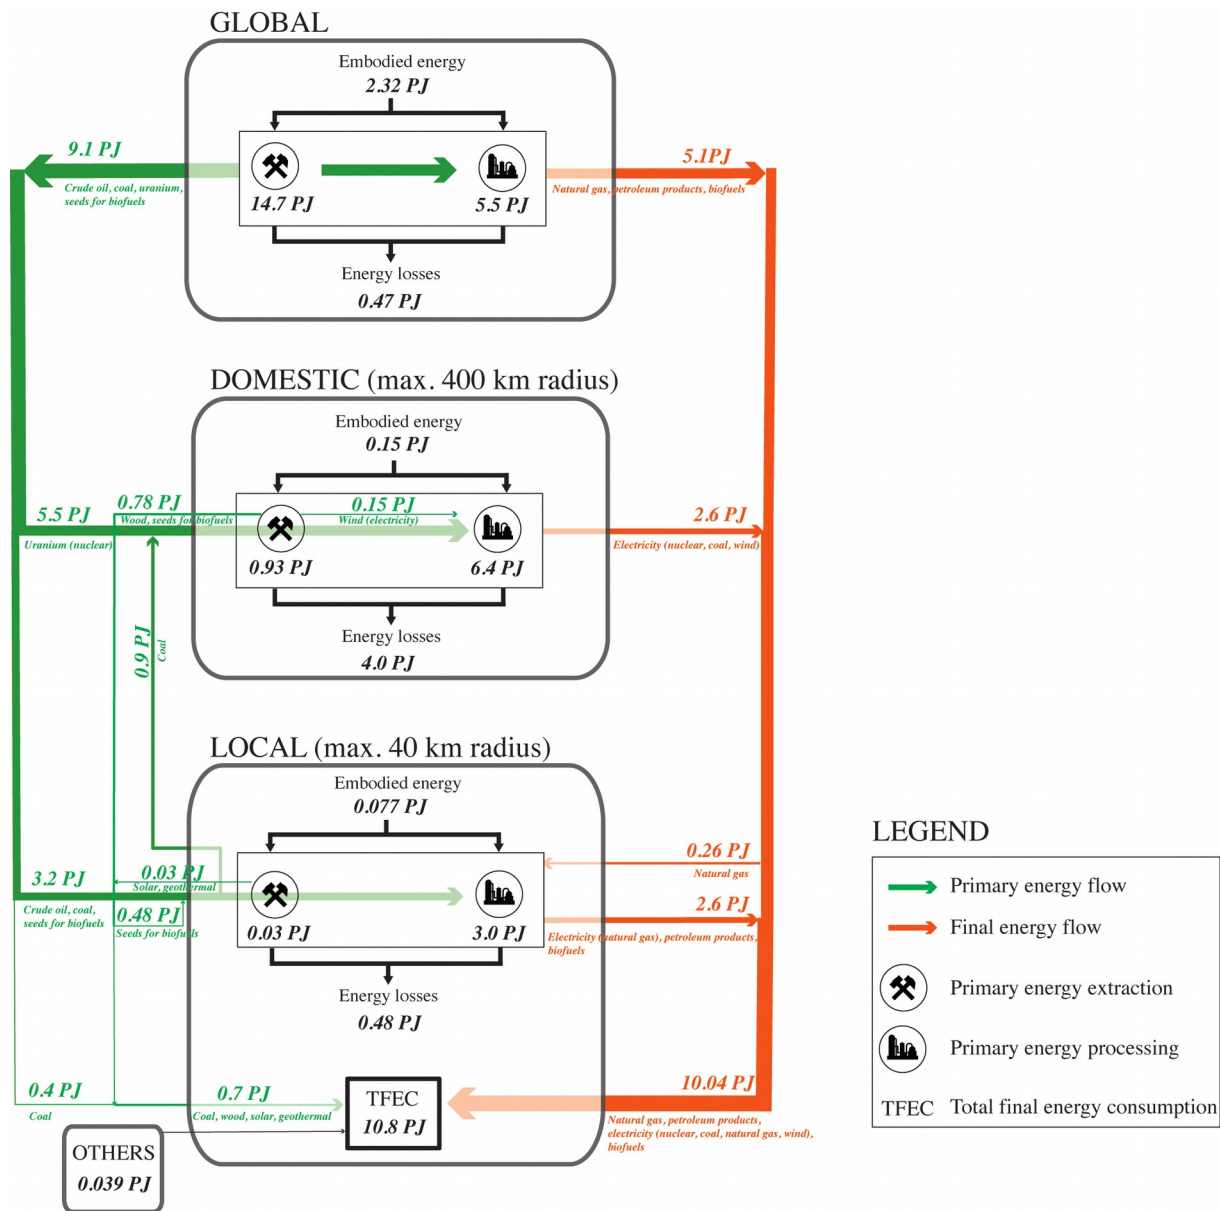 GLOBAL
Embodied energy
2.32 PJ
9.1 PJ
Crude oil, coal, uranium,
seeds for biofuels
14.7 PJ
5.5 PJ
5.1PJ
Natural gas, petroleum products, biofuels
Energy losses
0.47 PJ
DOMESTIC (max. 400 km radius)
Embodied energy
0.15 PJ
5.5 PJ
Uranium (nuclear)
0.78 PJ
Wood, seeds for biofuels
0.15 PJ
Wind (electricity)
0.93 PJ
6.4 PJ
2.6 PJ
Electricity (nuclear, coal, wind)
Energy losses
4.0 PJ
0.9 PJ
Coal
LOCAL (max. 40 km radius)
Embodied energy
0.077 PJ
0.26 PJ
Natural gas
3.2 PJ
Crude oil, coal,
seeds for biofuels
0.03 PJ
Solar, geothermal
0.48 PJ
Seeds for biofuels
0.03 PJ
3.0 PJ
2.6 PJ
Electricity (natural gas), petroleum products,
biofuels
Energy losses
0.48 PJ
0.4 PJ
Coal
0.7 PJ
Coal, wood, solar, geothermal
TFEC
10.8 PJ
10.04 PJ
Natural gas, petroleum products,
electricity (nuclear, coal, natural gas, wind),
biofuels
OTHERS
0.039 PJ
LEGEND
Primary energy flow
Final energy flow
Primary energy extraction
Primary energy processing
TFEC Total final energy consumption